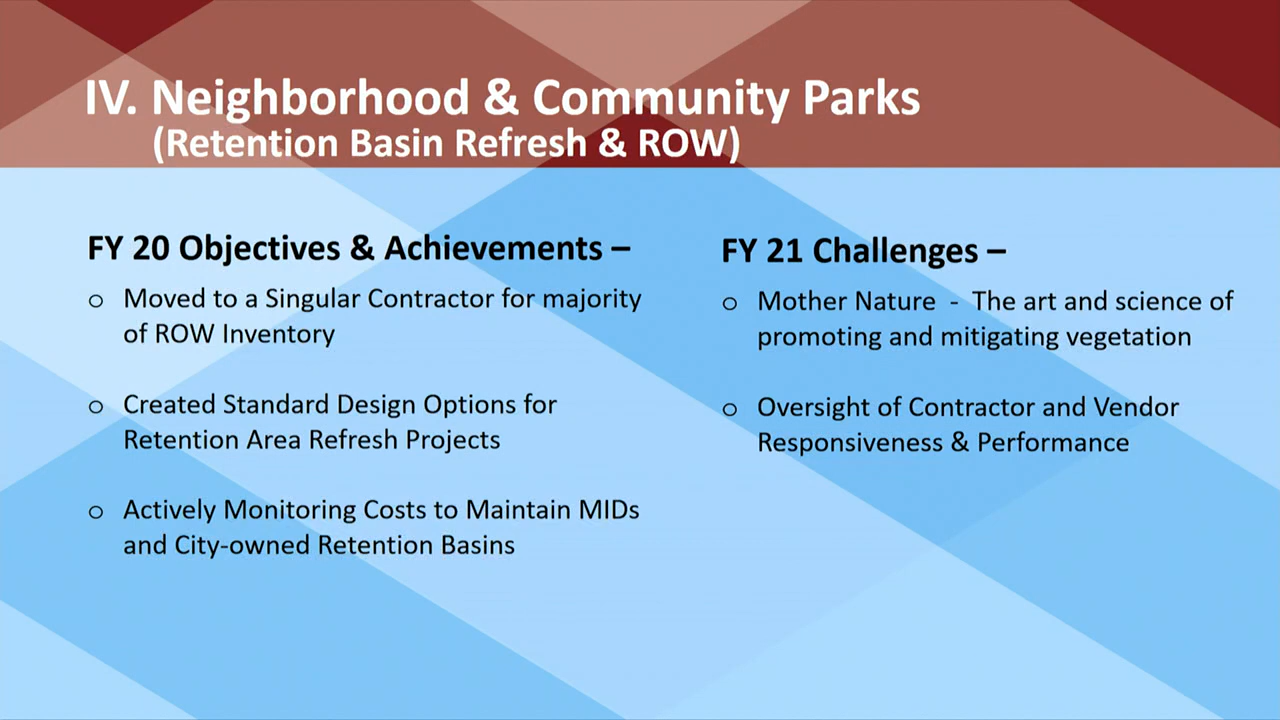 IV. Neighborhood & Community Parks
(Retention Basin Refresh & ROW)
FY 20 Objectives & Achievements –
o Moved to a Singular Contractor for majority
of ROW Inventory
o Created Standard Design Options for
Retention Area Refresh Projects
o Actively Monitoring Costs to Maintain MIDs
and City-owned Retention Basins
FY 21 Challenges –
o Mother Nature - The art and science of
promoting and mitigating vegetation
o Oversight of Contractor and Vendor
Responsiveness & Performance